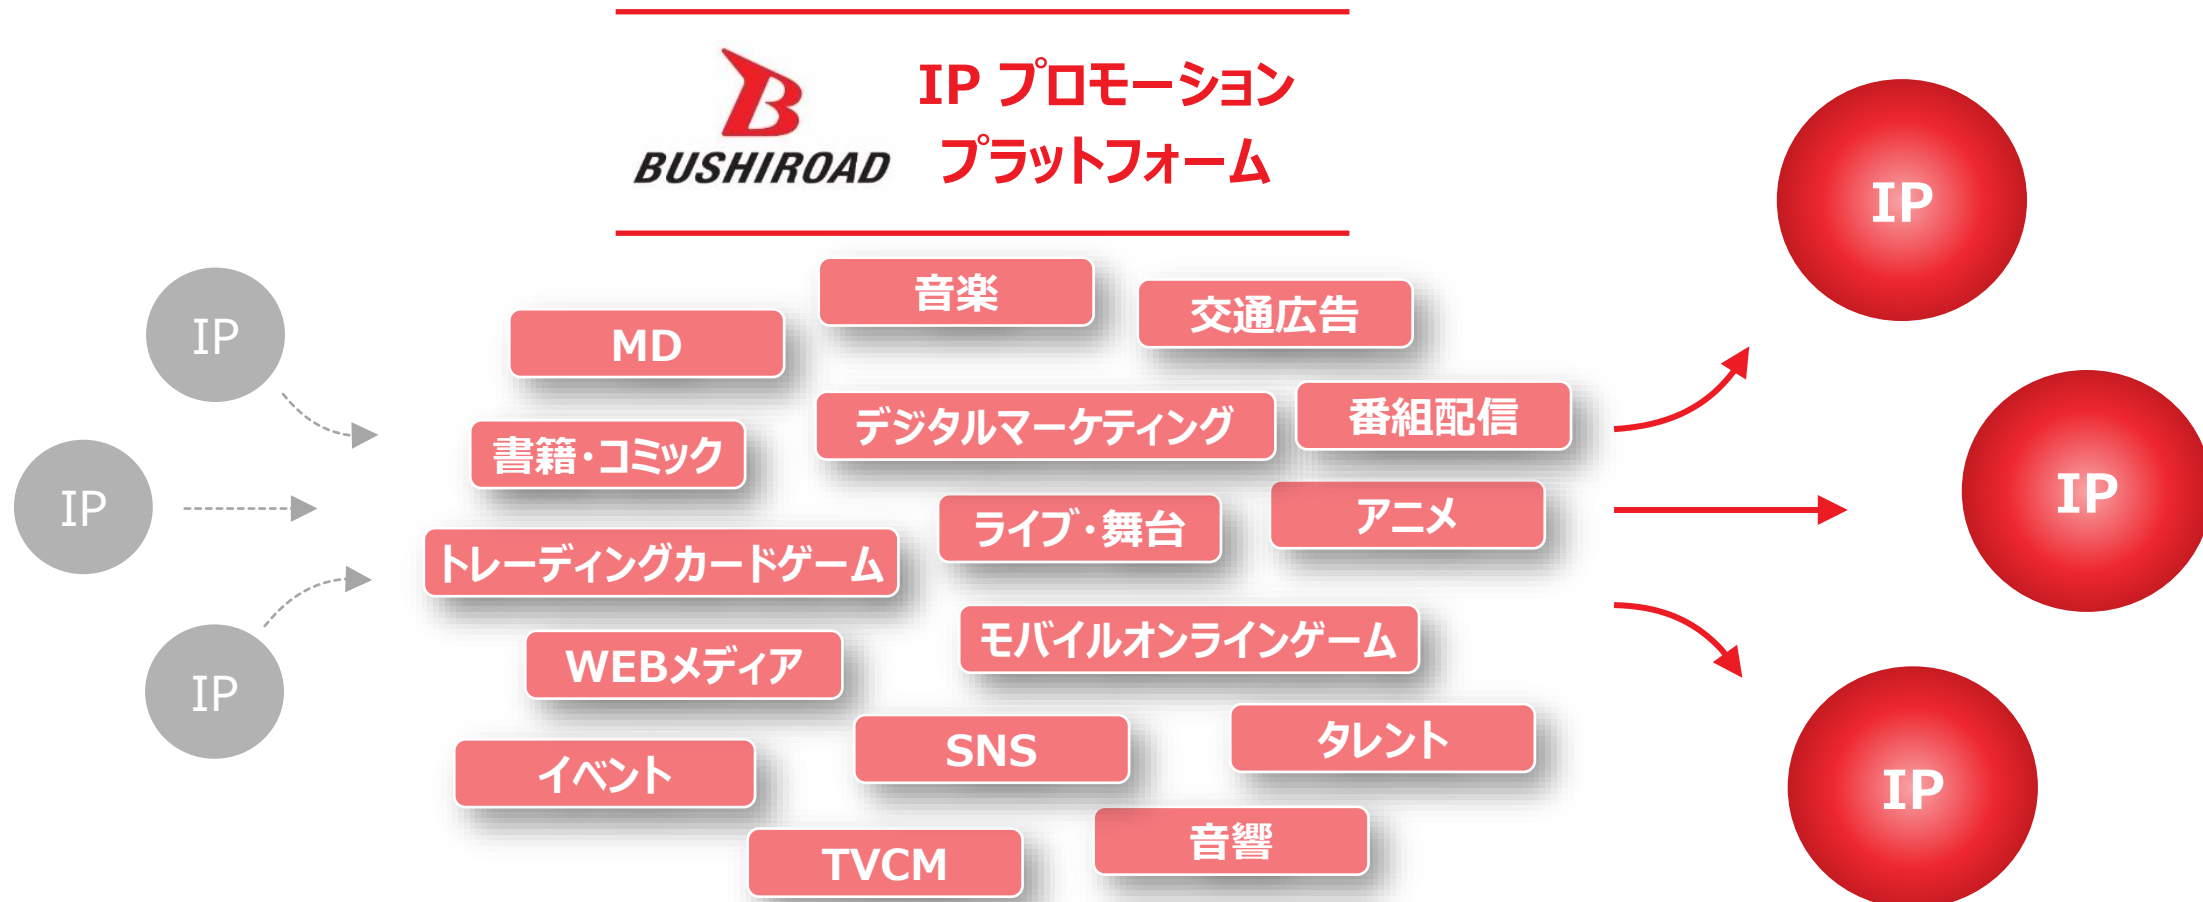 BUSHIROAD
IP プロモーション
プラットフォーム
IP
IP
IP
音楽
交通広告
MD
デジタルマーケティング
番組配信
書籍・コミック
ライブ・舞台
アニメ
トレーディングカードゲーム
モバイルオンラインゲーム
WEBメディア
SNS
タレント
イベント
TVCM
音響
IP
IP
IP